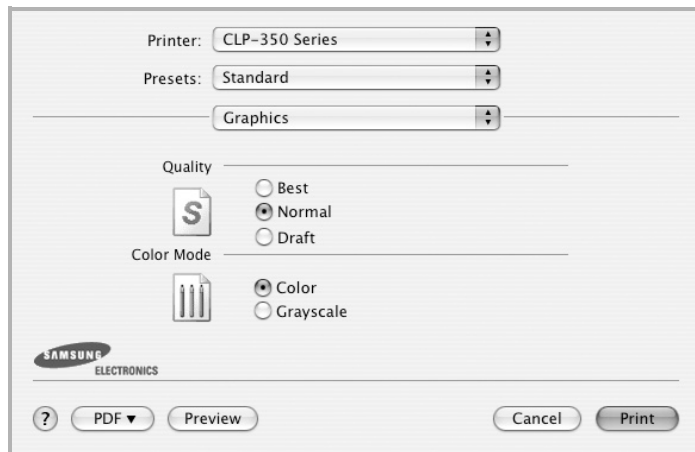 Printer: CLP-350 Series
Presets: Standard
Graphics
Quality
Best
S
Normal
Draft
Color Mode
Color
Grayscale
SAMSUNG
ELECTRONICS
? PDF Preview Cancel Print